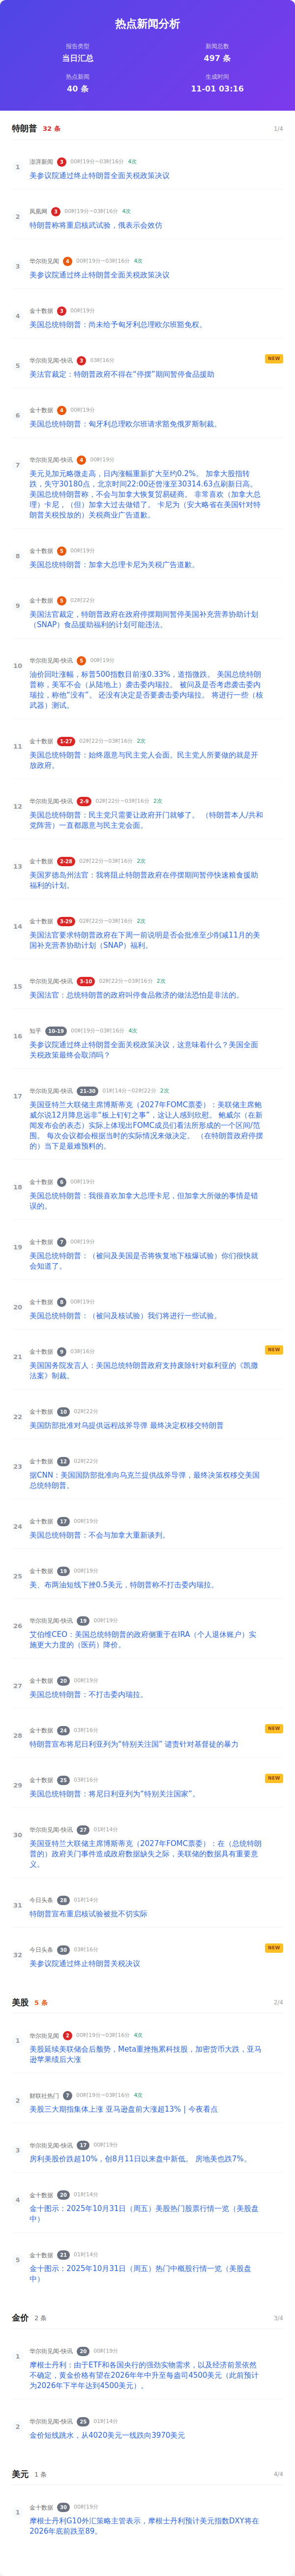 热点新闻分析
报告类型
当日汇总
新闻总数
497 条
热点新闻
40 条
生成时间
11-01 03:16
特朗普 32 条 1/4
1
澎湃新闻 3 00时19分~03时16分 4次
美参议院通过终止特朗普全面关税政策决议
2
凤凰网 3 00时19分~03时16分 4次
特朗普称将重启核武试验，俄表示会效仿
3
华尔街见闻 4 00时19分~03时16分 4次
美参议院通过终止特朗普全面关税政策决议
4
金十数据 3 00时19分
美国总统特朗普：尚未给予匈牙利总理欧尔班豁免权。
5
华尔街见闻-快讯 3 03时16分 NEW
美法官裁定：特朗普政府不得在“停摆”期间暂停食品援助
6
金十数据 4 00时19分
美国总统特朗普：匈牙利总理欧尔班请求豁免俄罗斯制裁。
7
华尔街见闻-快讯 4 00时19分
美元兑加元略微走高，日内涨幅重新扩大至约0.2%。 加拿大股指转
跌，失守30180点，北京时间22:00还曾涨至30314.63点刷新日高。
美国总统特朗普称，不会与加拿大恢复贸易磋商。 非常喜欢（加拿大总
理）卡尼，（但）加拿大过去做错了。 卡尼为（安大略省在美国针对特
朗普关税投放的）关税商业广告道歉。
8
金十数据 5 00时19分
美国总统特朗普：加拿大总理卡尼为关税广告道歉。
9
金十数据 5 02时22分
美国法官裁定，特朗普政府在政府停摆期间暂停美国补充营养协助计划
（SNAP）食品援助福利的计划可能违法。
10
华尔街见闻-快讯 5 00时19分
油价回吐涨幅，标普500指数目前涨0.33%，道指微跌。 美国总统特朗
普称，美军不会（从陆地上）袭击委内瑞拉。 被问及是否考虑袭委内
瑞拉，称他“没有”。 还没有决定是否要袭击委内瑞拉。 将进行一些（核
武器）测试。
11
金十数据 1-27 02时22分~03时16分 2次
美国总统特朗普：始终愿意与民主党人会面。民主党人所要做的就是开
放政府。
12
华尔街见闻-快讯 2-9 02时22分~03时16分 2次
美国总统特朗普：民主党只需要让政府开门就够了。 （特朗普本人/共和
党阵营）一直都愿意与民主党会面。
13
金十数据 2-28 02时22分~03时16分 2次
美国罗德岛州法官：我将阻止特朗普政府在停摆期间暂停快速粮食援助
福利的计划。
14
金十数据 3-29 02时22分~03时16分 2次
美国法官要求特朗普政府在下周一前说明是否会批准至少削减11月的美
国补充营养协助计划（SNAP）福利。
15
华尔街见闻-快讯 3-10 02时22分~03时16分 2次
美国法官：总统特朗普的政府叫停食品救济的做法恐怕是非法的。
16
知乎 10-19 00时19分~03时16分 4次
美参议院通过终止特朗普全面关税政策决议，这意味着什么？美国全面
关税政策最终会取消吗？
17
华尔街见闻-快讯 21-30 01时14分~02时22分 2次
美国亚特兰大联储主席博斯蒂克（2027年FOMC票委）：美联储主席鲍
威尔说12月降息远非“板上钉钉之事”，这让人感到欣慰。 鲍威尔（在新
闻发布会的表态）实际上体现出FOMC成员们看法所形成的一个区间/范
围。 每次会议都会根据当时的实际情况来做决定。 （在特朗普政府停摆
的）当下是最难预料的。
18
金十数据 6 00时19分
美国总统特朗普：我很喜欢加拿大总理卡尼，但加拿大所做的事情是错
误的。
19
金十数据 7 00时19分
美国总统特朗普：（被问及美国是否将恢复地下核爆试验）你们很快就
会知道了。
20
金十数据 8 00时19分
美国总统特朗普：（被问及核试验）我们将进行一些试验。
21
金十数据 9 03时16分 NEW
美国国务院发言人：美国总统特朗普政府支持废除针对叙利亚的《凯撒
法案》制裁。
22
金十数据 10 02时22分
美国防部批准对乌提供远程战斧导弹 最终决定权移交特朗普
23
金十数据 12 02时22分
据CNN：美国国防部批准向乌克兰提供战斧导弹，最终决策权移交美国
总统特朗普。
24
金十数据 17 00时19分
美国总统特朗普：不会与加拿大重新谈判。
25
金十数据 19 00时19分
美、布两油短线下挫0.5美元，特朗普称不打击委内瑞拉。
26
华尔街见闻-快讯 19 00时19分
艾伯维CEO：美国总统特朗普的政府侧重于在IRA（个人退休账户）实
施更大力度的（医药）降价。
27
金十数据 20 00时19分
美国总统特朗普：不打击委内瑞拉。
28
金十数据 24 03时16分 NEW
特朗普宣布将尼日利亚列为“特别关注国” 谴责针对基督徒的暴力
29
金十数据 25 03时16分 NEW
美国总统特朗普：将尼日利亚列为“特别关注国家”。
30
华尔街见闻-快讯 27 01时14分
美国亚特兰大联储主席博斯蒂克（2027年FOMC票委）：在（总统特朗
普的）政府关门事件造成政府数据缺失之际，美联储的数据具有重要意
义。
31
今日头条 28 01时14分
特朗普宣布重启核试验被批不切实际
32
今日头条 30 03时16分 NEW
美参议院通过终止特朗普关税决议
美股 5 条 2/4
1
华尔街见闻 2 00时19分~03时16分 4次
美股延续美联储会后颓势，Meta重挫拖累科技股，加密货币大跌，亚马
逊苹果绩后大涨
2
财联社热门 7 00时19分~03时16分 4次
美股三大期指集体上涨 亚马逊盘前大涨超13% | 今夜看点
3
华尔街见闻-快讯 17 00时19分
房利美股价跌超10%，创8月11日以来盘中新低。 房地美也跌7%。
4
金十数据 20 01时14分
金十图示：2025年10月31日（周五）美股热门股票行情一览（美股盘
中）
5
金十数据 21 01时14分
金十图示：2025年10月31日（周五）热门中概股行情一览（美股盘
中）
金价 2 条 3/4
1
华尔街见闻-快讯 20 00时19分
摩根士丹利：由于ETF和各国央行的强劲实物需求，以及经济前景依然
不确定，黄金价格有望在2026年年中升至每盎司4500美元（此前预计
为2026年下半年达到4500美元）。
2
华尔街见闻-快讯 25 01时14分
金价短线跳水，从4020美元一线跌向3970美元
美元 1 条 4/4
1
金十数据 30 00时19分
摩根士丹利G10外汇策略主管表示，摩根士丹利预计美元指数DXY将在
2026年底前跌至89。